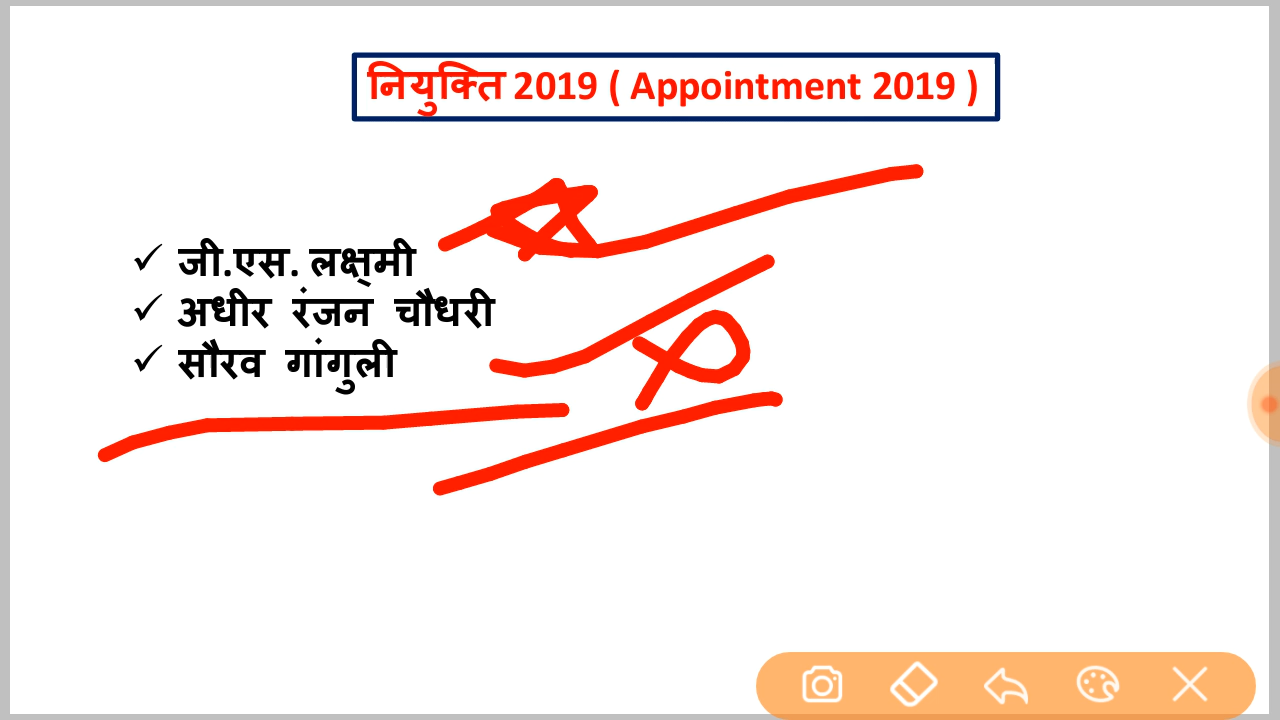 नियुक्ति 2019 ( Appointment 2019 )
✓ जी.एस. लक्ष्मी
✓ अधीर रंजन चौधरी
✓ सौरव गांगुली